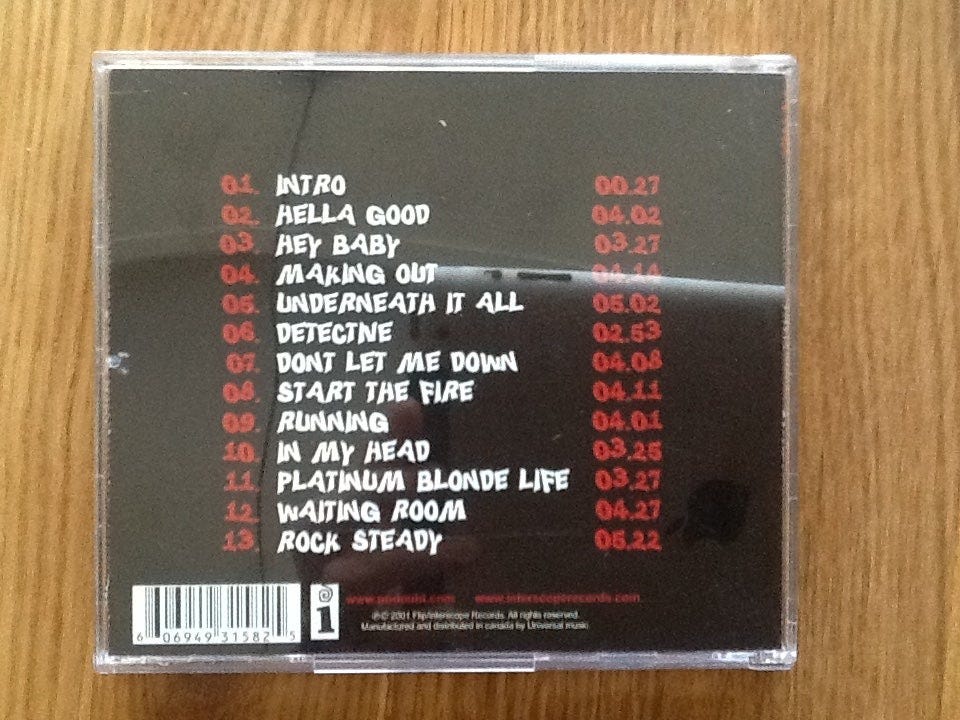 01. INTRO 00.27
02. HELLA GOOD 04.02
03. HEY BABY 03.27
04. MAKING OUT 04.14
05. UNDERNEATH IT ALL 05.02
06. DETECTIVE 02.53
07. DONT LET ME DOWN 04.08
08. START THE FIRE 04.11
09. RUNNING 04.01
10. IN MY HEAD 03.25
11. PLATINUM BLONDE LIFE 03.27
12. WAITING ROOM 04.27
13. ROCK STEADY 05.22
www.nodoubt.com www.interscoperecords.com
℗© 2001 Flip/Interscope Records. All rights reserved.
Manufactured and distributed in canada by Universal music.
6 06949 31582 5
i